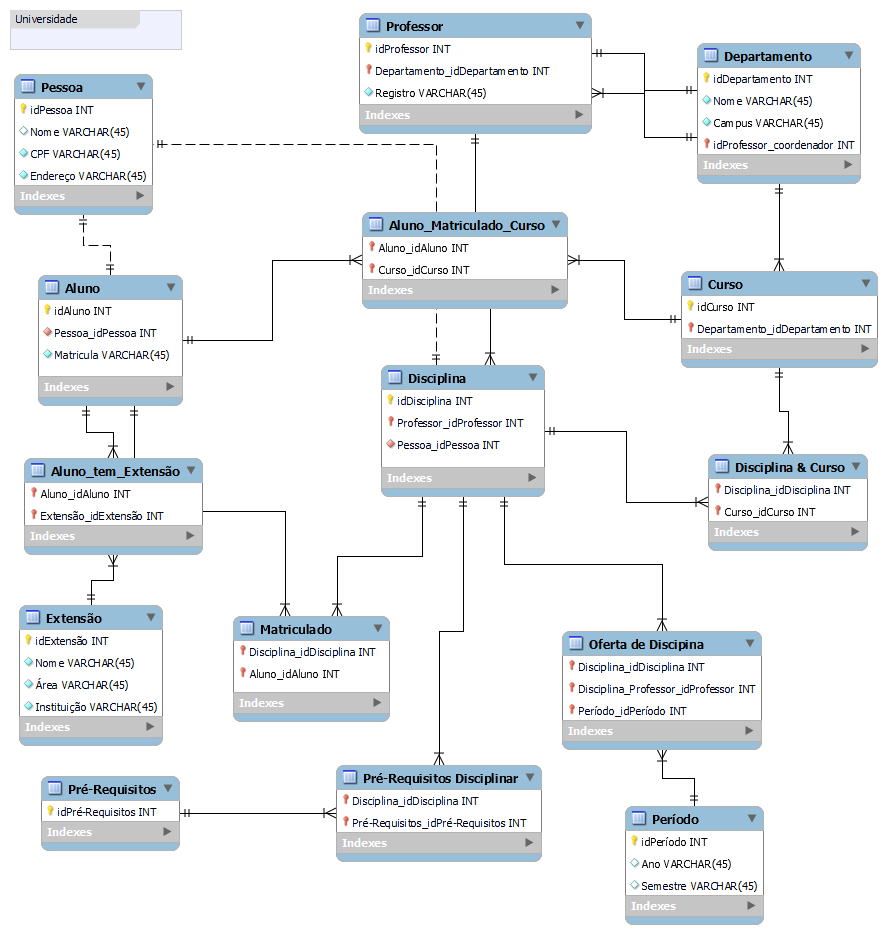 Universidade
Professor
idProfessor INT
Departamento_idDepartamento INT
Registro VARCHAR(45)
Indexes
Departamento
idDepartamento INT
Nome VARCHAR(45)
Campus VARCHAR(45)
idProfessor_coordenador INT
Indexes
Pessoa
idPessoa INT
Nome VARCHAR(45)
CPF VARCHAR(45)
Endereço VARCHAR(45)
Indexes
Aluno_Matriculado_Curso
Aluno_idAluno INT
Curso_idCurso INT
Indexes
Aluno
idAluno INT
Pessoa_idPessoa INT
Matricula VARCHAR(45)
Indexes
Curso
idCurso INT
Departamento_idDepartamento INT
Indexes
Disciplina
idDisciplina INT
Professor_idProfessor INT
Pessoa_idPessoa INT
Indexes
Aluno_tem_Extensão
Aluno_idAluno INT
Extensão_idExtensão INT
Indexes
Disciplina & Curso
Disciplina_idDisciplina INT
Curso_idCurso INT
Indexes
Extensão
idExtensão INT
Nome VARCHAR(45)
Área VARCHAR(45)
Instituição VARCHAR(45)
Indexes
Matriculado
Disciplina_idDisciplina INT
Aluno_idAluno INT
Indexes
Oferta de Discipina
Disciplina_idDisciplina INT
Disciplina_Professor_idProfessor INT
Período_idPeríodo INT
Indexes
Pré-Requisitos
idPré-Requisitos INT
Indexes
Pré-Requisitos Disciplinar
Disciplina_idDisciplina INT
Pré-Requisitos_idPré-Requisitos INT
Indexes
Período
idPeríodo INT
Ano VARCHAR(45)
Semestre VARCHAR(45)
Indexes